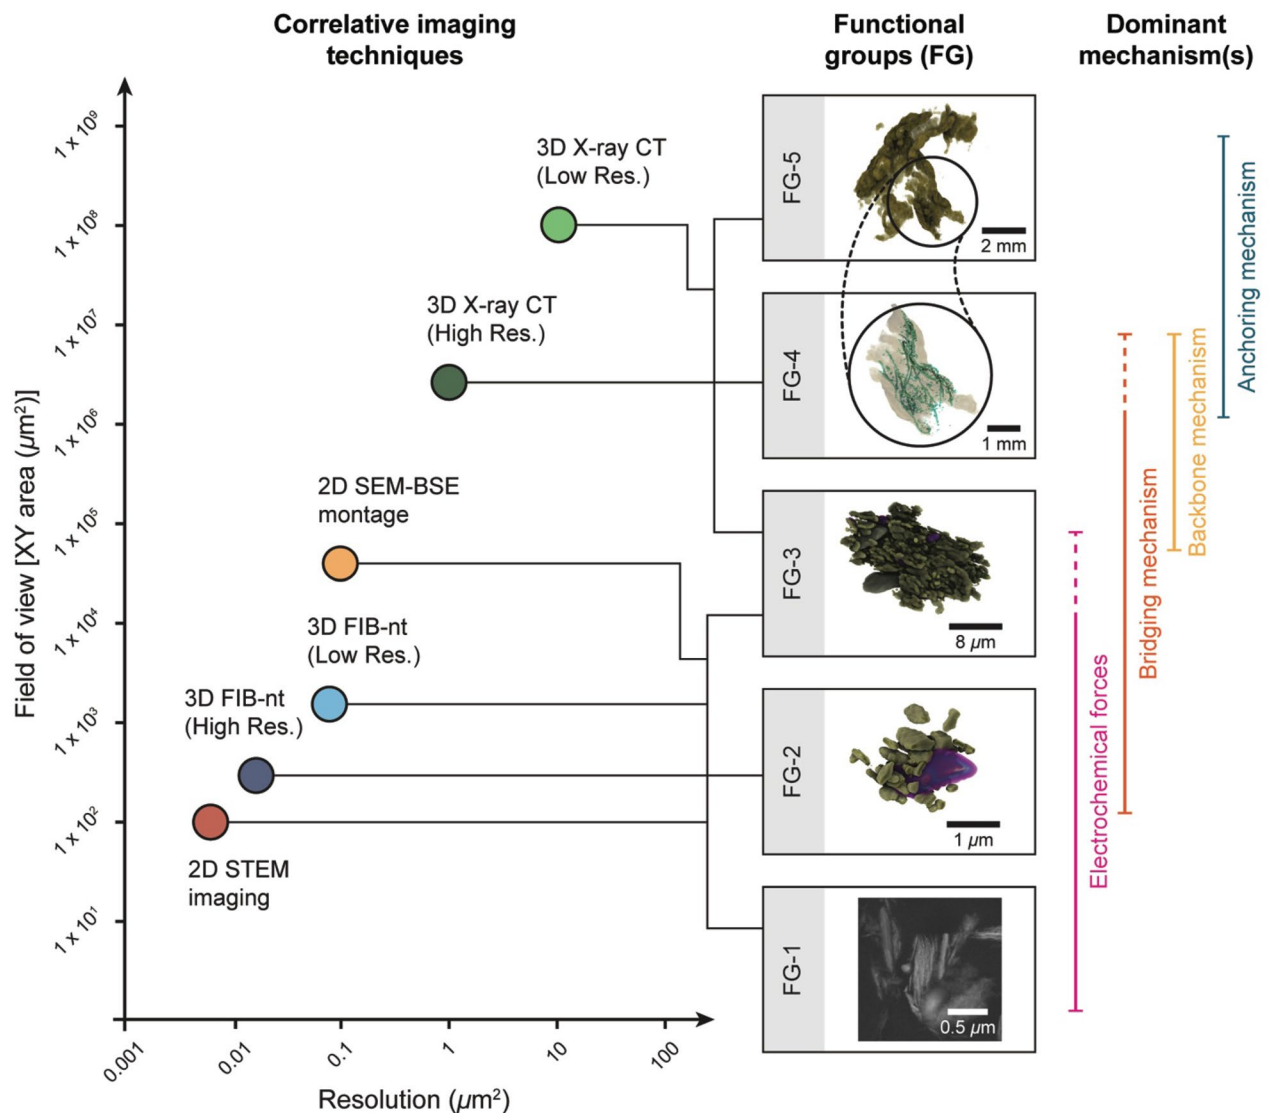 Correlative imaging
techniques
Functional
groups (FG)
Dominant
mechanism(s)
Field of view [XY area (µm²)]
1 x 10⁹
1 x 10⁸
1 x 10⁷
1 x 10⁶
1 x 10⁵
1 x 10⁴
1 x 10³
1 x 10²
1 x 10¹
3D X-ray CT
(Low Res.)
3D X-ray CT
(High Res.)
2D SEM-BSE
montage
3D FIB-nt
(Low Res.)
3D FIB-nt
(High Res.)
2D STEM
imaging
0.001
0.01
0.1
1
10
100
Resolution (µm²)
FG-5
2 mm
FG-4
1 mm
FG-3
8 µm
FG-2
1 µm
FG-1
0.5 µm
Electrochemical forces
Bridging mechanism
Backbone mechanism
Anchoring mechanism